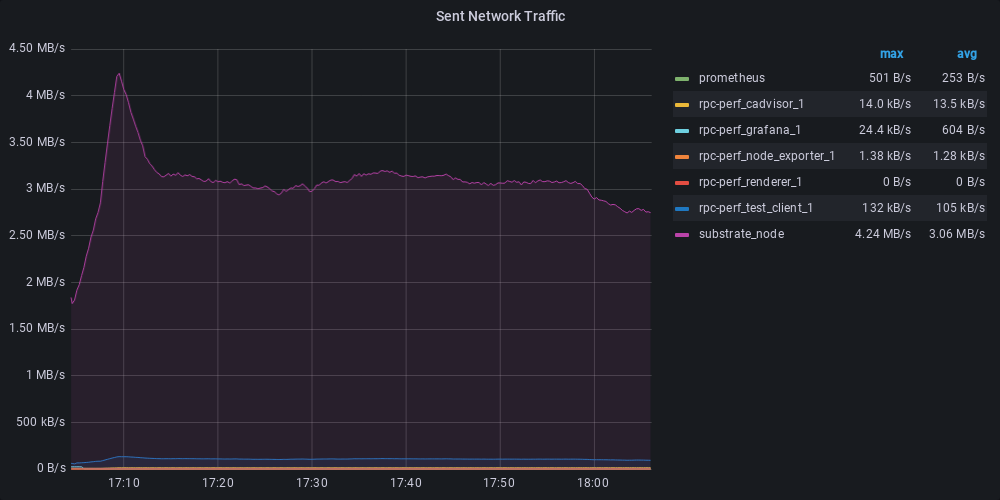 Sent Network Traffic
4.50 MB/s
4 MB/s
3.50 MB/s
3 MB/s
2.50 MB/s
2 MB/s
1.50 MB/s
1 MB/s
500 kB/s
0 B/s
17:10 17:20 17:30 17:40 17:50 18:00
max avg
prometheus 501 B/s 253 B/s
rpc-perf_cadvisor_1 14.0 kB/s 13.5 kB/s
rpc-perf_grafana_1 24.4 kB/s 604 B/s
rpc-perf_node_exporter_1 1.38 kB/s 1.28 kB/s
rpc-perf_renderer_1 0 B/s 0 B/s
rpc-perf_test_client_1 132 kB/s 105 kB/s
substrate_node 4.24 MB/s 3.06 MB/s